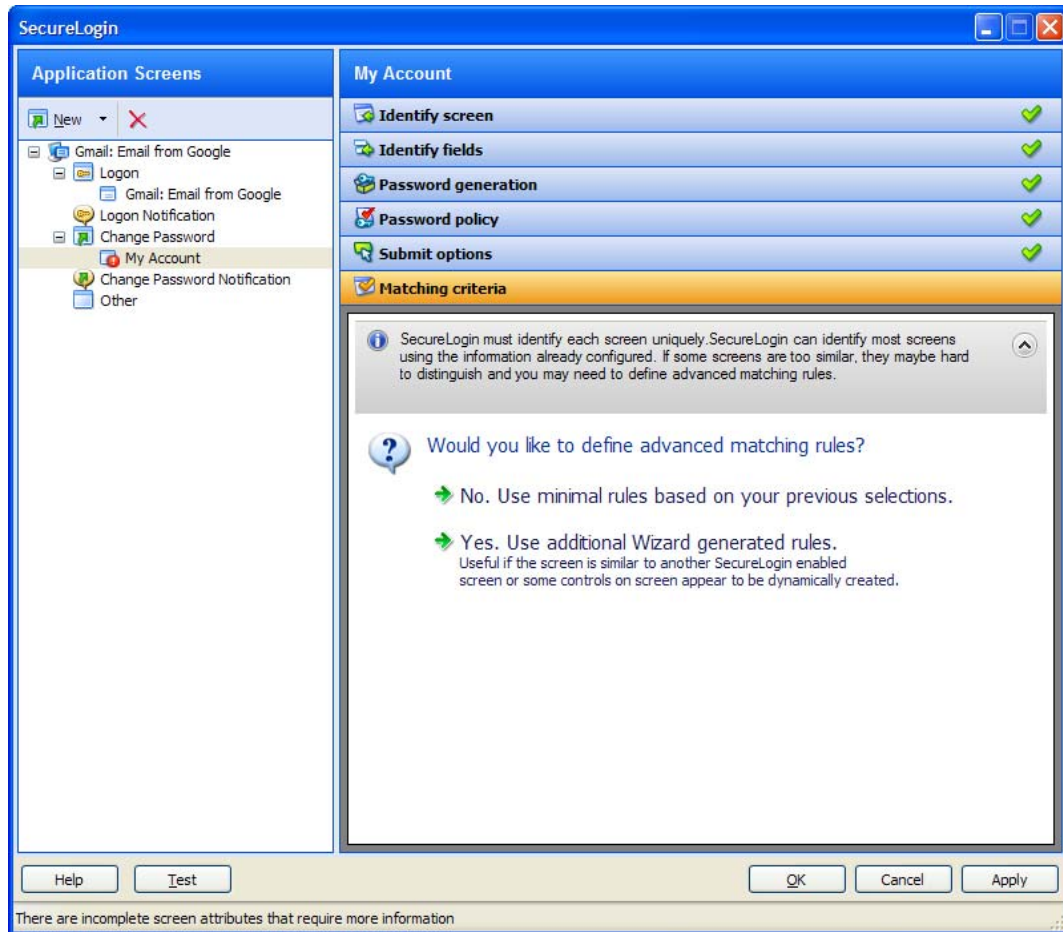 SecureLogin
Application Screens
New
Gmail: Email from Google
Logon
Gmail: Email from Google
Logon Notification
Change Password
My Account
Change Password Notification
Other
My Account
Identify screen
Identify fields
Password generation
Password policy
Submit options
Matching criteria
SecureLogin must identify each screen uniquely.SecureLogin can identify most screens
using the information already configured. If some screens are too similar, they maybe hard
to distinguish and you may need to define advanced matching rules.
Would you like to define advanced matching rules?
No. Use minimal rules based on your previous selections.
Yes. Use additional Wizard generated rules.
Useful if the screen is similar to another SecureLogin enabled
screen or some controls on screen appear to be dynamically created.
Help Test OK Cancel Apply
There are incomplete screen attributes that require more information